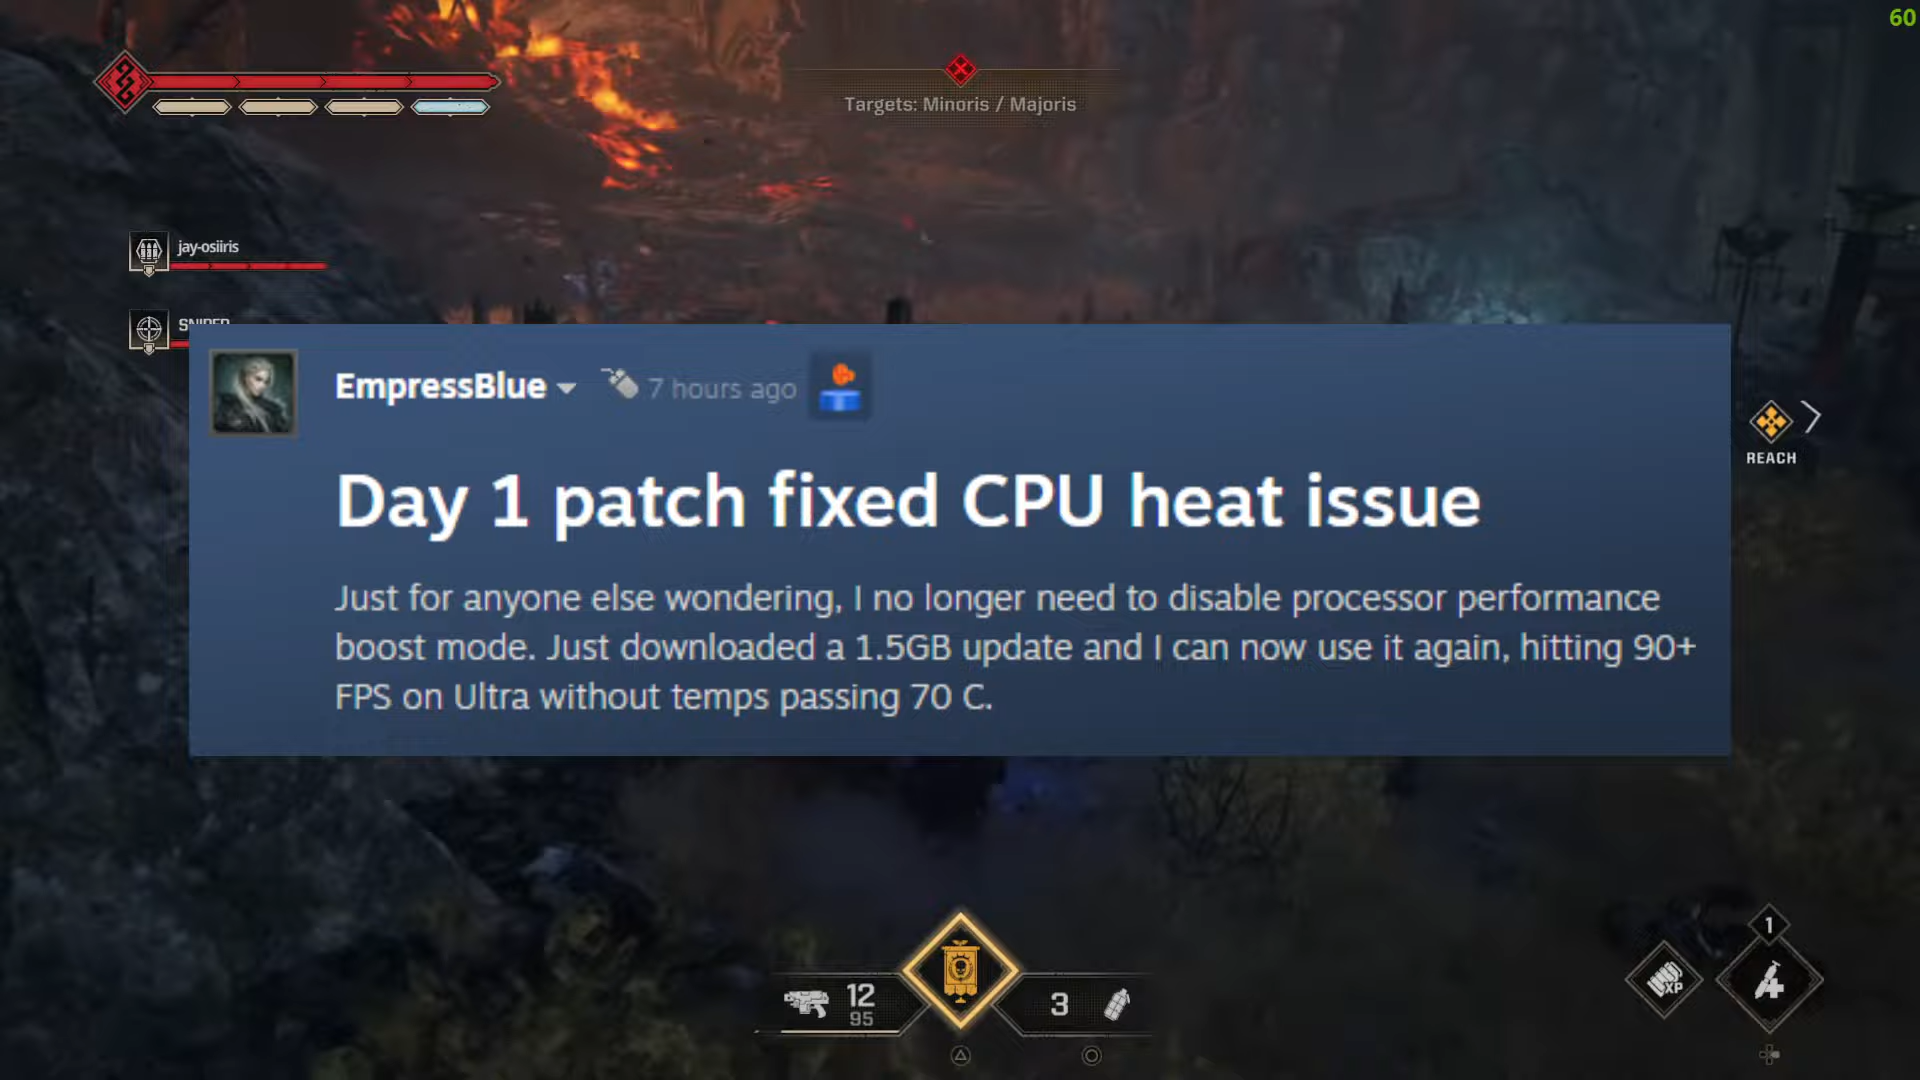 60
Targets: Minoris / Majoris
jay-osiiris
SNIPER
EmpressBlue 7 hours ago
REACH
Day 1 patch fixed CPU heat issue
Just for anyone else wondering, I no longer need to disable processor performance
boost mode. Just downloaded a 1.5GB update and I can now use it again, hitting 90+
FPS on Ultra without temps passing 70 C.
1
XP
12
95
3